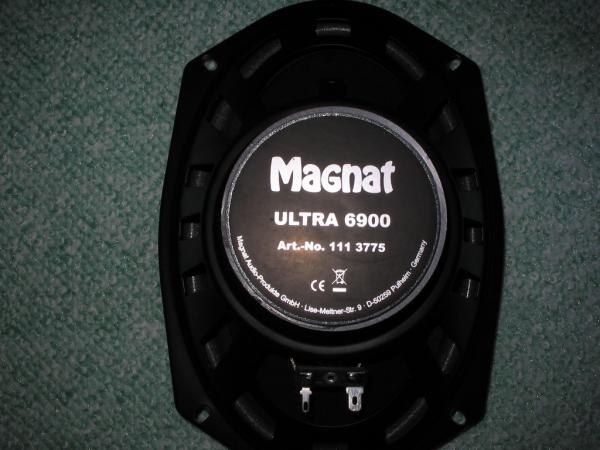 Magnat
ULTRA 6900
Art.-No. 111 3775
CE
Magnat Audio-Produkte GmbH · Lise-Meitner-Str. 9 · D-50259 Pulheim · Germany